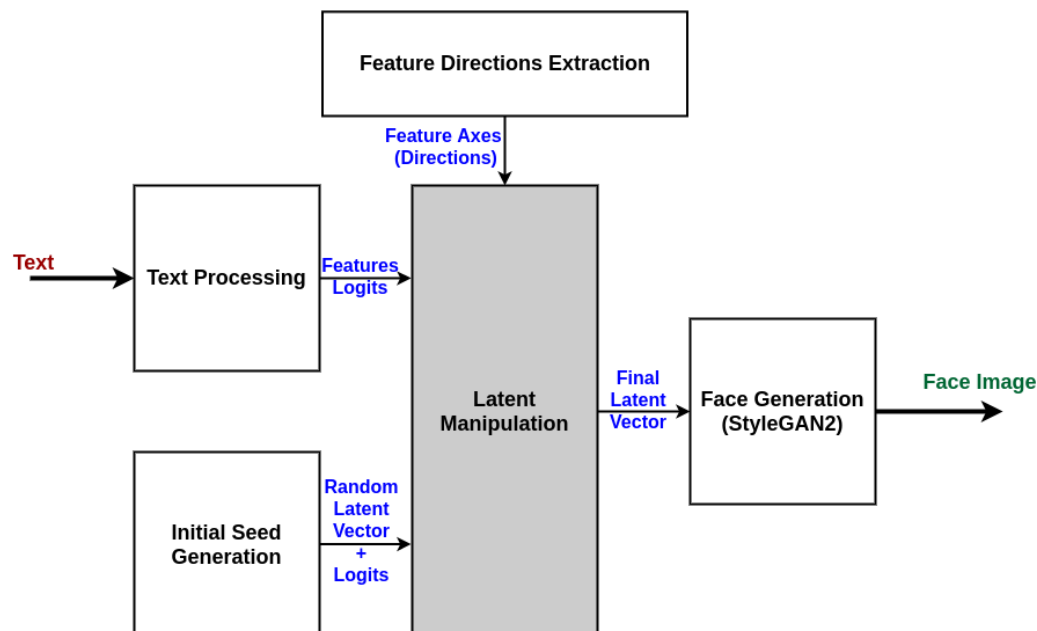 Feature Directions Extraction
Feature Axes
(Directions)
Text
Text Processing
Features
Logits
Latent
Manipulation
Final
Latent
Vector
Face Generation
(StyleGAN2)
Face Image
Initial Seed
Generation
Random
Latent
Vector
+
Logits